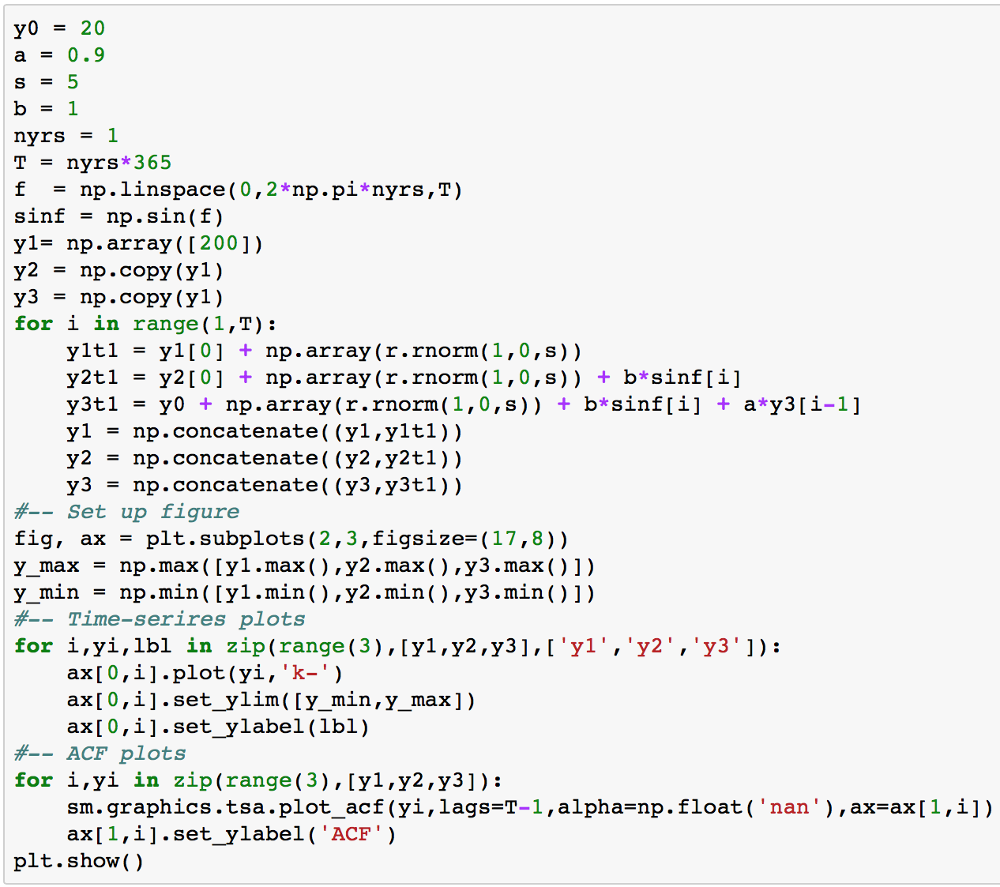 y0 = 20
a = 0.9
s = 5
b = 1
nyrs = 1
T = nyrs*365
f  = np.linspace(0,2*np.pi*nyrs,T)
sinf = np.sin(f)
y1= np.array([200])
y2 = np.copy(y1)
y3 = np.copy(y1)
for i in range(1,T):
    y1t1 = y1[0] + np.array(r.rnorm(1,0,s))
    y2t1 = y2[0] + np.array(r.rnorm(1,0,s)) + b*sinf[i]
    y3t1 = y0 + np.array(r.rnorm(1,0,s)) + b*sinf[i] + a*y3[i-1]
    y1 = np.concatenate((y1,y1t1))
    y2 = np.concatenate((y2,y2t1))
    y3 = np.concatenate((y3,y3t1))
#-- Set up figure
fig, ax = plt.subplots(2,3,figsize=(17,8))
y_max = np.max([y1.max(),y2.max(),y3.max()])
y_min = np.min([y1.min(),y2.min(),y3.min()])
#-- Time-serires plots
for i,yi,lbl in zip(range(3),[y1,y2,y3],['y1','y2','y3']):
    ax[0,i].plot(yi,'k-')
    ax[0,i].set_ylim([y_min,y_max])
    ax[0,i].set_ylabel(lbl)
#-- ACF plots
for i,yi in zip(range(3),[y1,y2,y3]):
    sm.graphics.tsa.plot_acf(yi,lags=T-1,alpha=np.float('nan'),ax=ax[1,i])
    ax[1,i].set_ylabel('ACF')
plt.show()